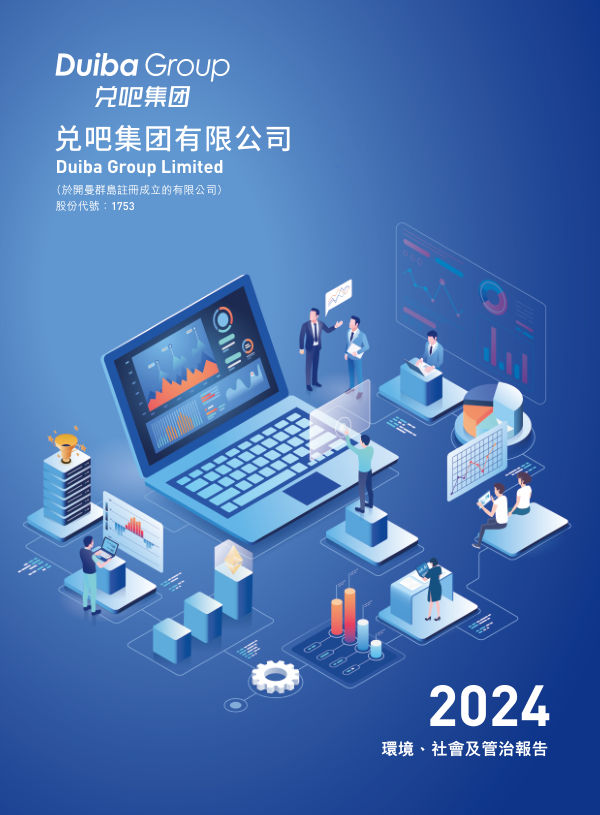 Duiba Group
兑吧集团
兑吧集团有限公司
Duiba Group Limited
（於開曼群島註冊成立的有限公司）
股份代號：1753
2024
環境、社會及管治報告